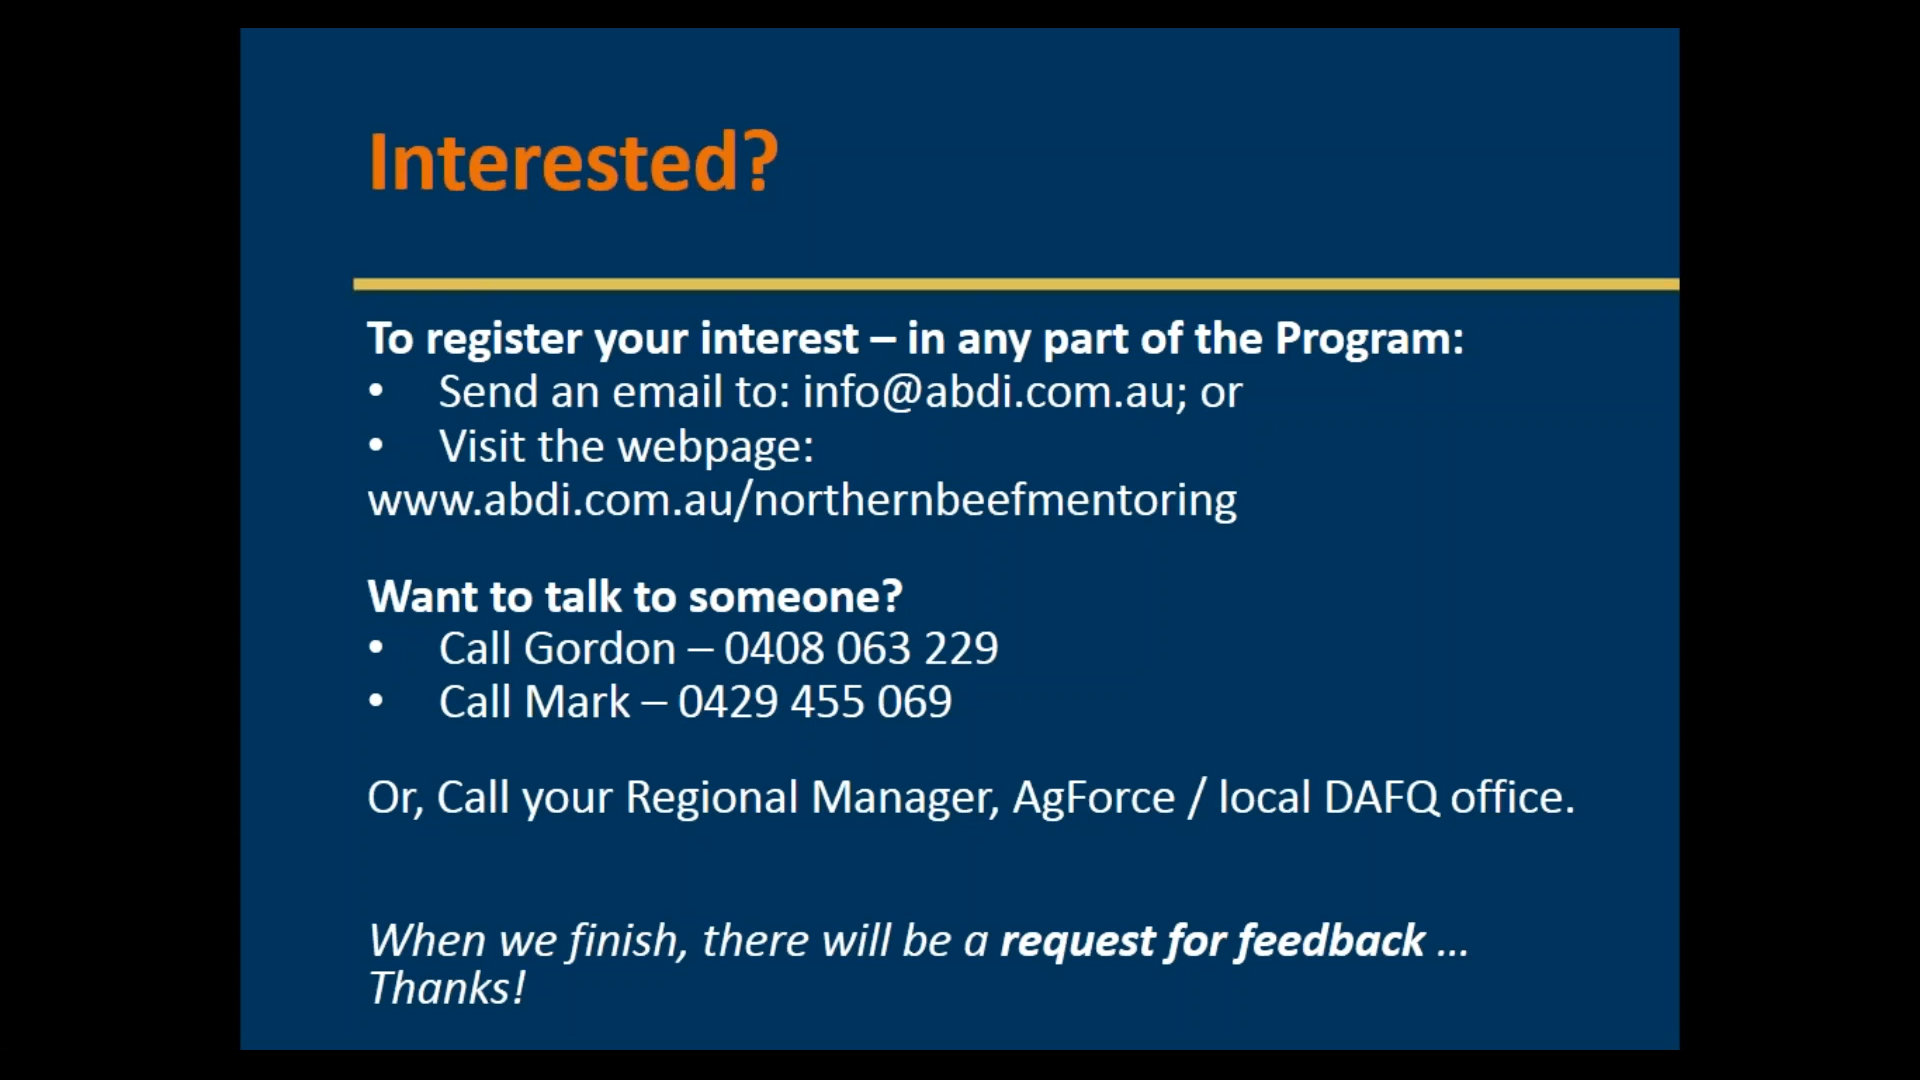 Interested?
To register your interest – in any part of the Program:
• Send an email to: info@abdi.com.au; or
• Visit the webpage:
www.abdi.com.au/northernbeefmentoring
Want to talk to someone?
• Call Gordon – 0408 063 229
• Call Mark – 0429 455 069
Or, Call your Regional Manager, AgForce / local DAFQ office.
When we finish, there will be a request for feedback ...
Thanks!